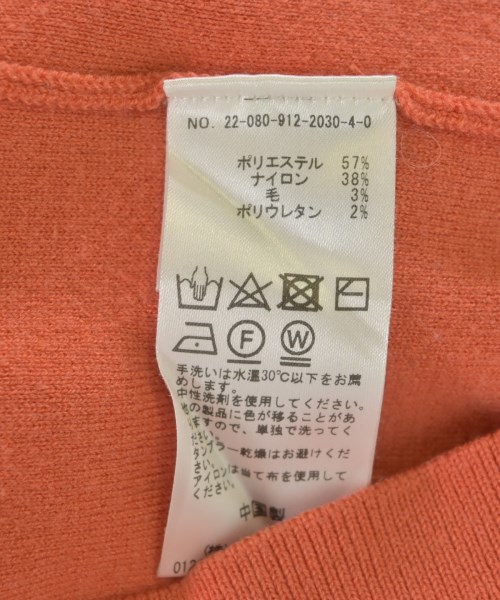 NO. 22-080-912-2030-4-0
ポリエステル 57%
ナイロン 38%
毛 3%
ポリウレタン 2%
F W
手洗いは水温30℃以下をお薦
めします。
中性洗剤を使用してください。
他の製品に色が移ることがあ
ますので、単独で洗ってく
ださい。
タンブラー乾燥はお避けくだ
さい。
アイロンは当て布を使用して
ください。
中国製
012